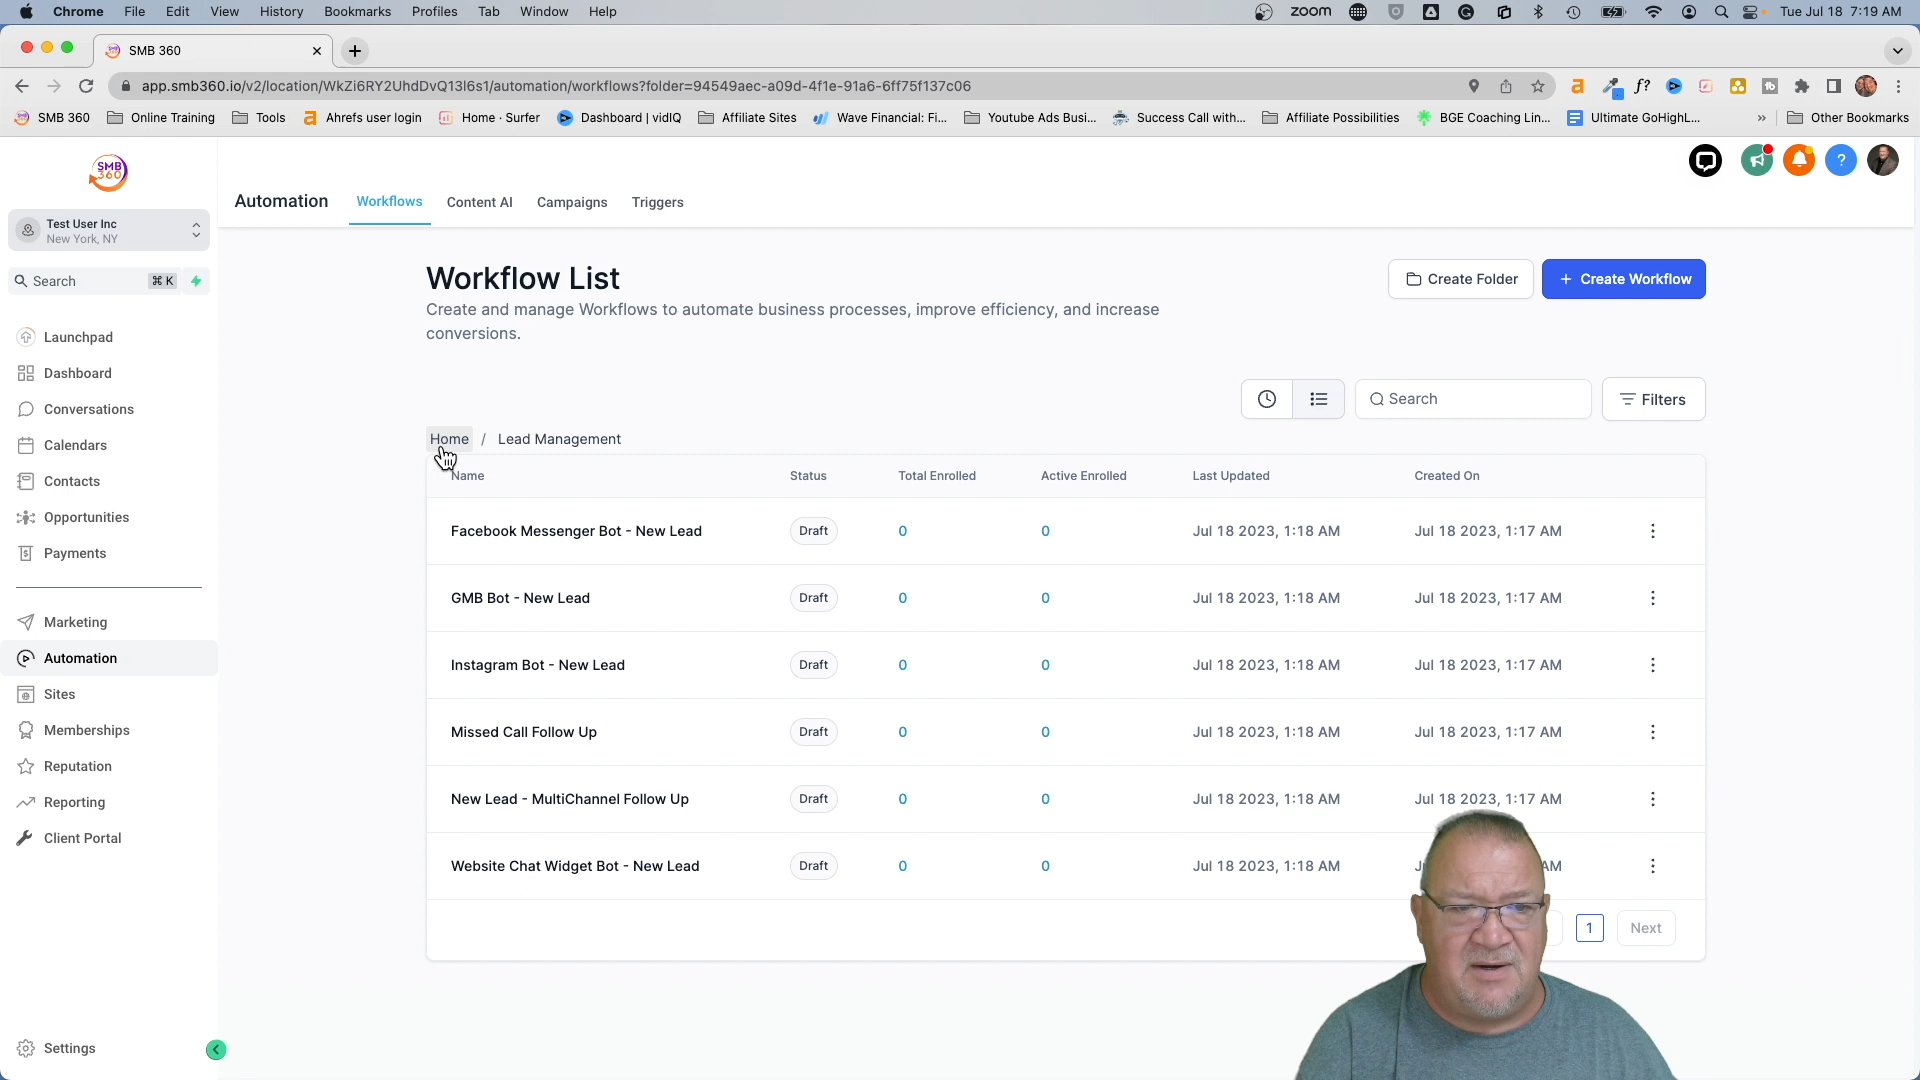 Chrome File Edit View History Bookmarks Profiles Tab Window Help
zoom Tue Jul 18 7:19 AM
SMB 360
app.smb360.io/v2/location/WkZi6RY2UhdDvQ13l6s1/automation/workflows?folder=94549aec-a09d-4f1e-91a6-6ff75f137c06
f?
SMB 360 Online Training Tools Ahrefs user login Home · Surfer Dashboard | vidIQ Affiliate Sites Wave Financial: Fi... Youtube Ads Busi... Success Call with... Affiliate Possibilities BGE Coaching Lin... Ultimate GoHighL... » Other Bookmarks
SMB
360
Automation Workflows Content AI Campaigns Triggers
Test User Inc
New York, NY
Search ⌘ K
Launchpad
Dashboard
Conversations
Calendars
Contacts
Opportunities
Payments
Marketing
Automation
Sites
Memberships
Reputation
Reporting
Client Portal
Settings
Workflow List
Create and manage Workflows to automate business processes, improve efficiency, and increase
conversions.
Create Folder + Create Workflow
Search Filters
Home / Lead Management
Name Status Total Enrolled Active Enrolled Last Updated Created On
Facebook Messenger Bot - New Lead Draft 0 0 Jul 18 2023, 1:18 AM Jul 18 2023, 1:17 AM
GMB Bot - New Lead Draft 0 0 Jul 18 2023, 1:18 AM Jul 18 2023, 1:17 AM
Instagram Bot - New Lead Draft 0 0 Jul 18 2023, 1:18 AM Jul 18 2023, 1:17 AM
Missed Call Follow Up Draft 0 0 Jul 18 2023, 1:18 AM Jul 18 2023, 1:17 AM
New Lead - MultiChannel Follow Up Draft 0 0 Jul 18 2023, 1:18 AM Jul 18 2023, 1:17 AM
Website Chat Widget Bot - New Lead Draft 0 0 Jul 18 2023, 1:18 AM AM
1 Next